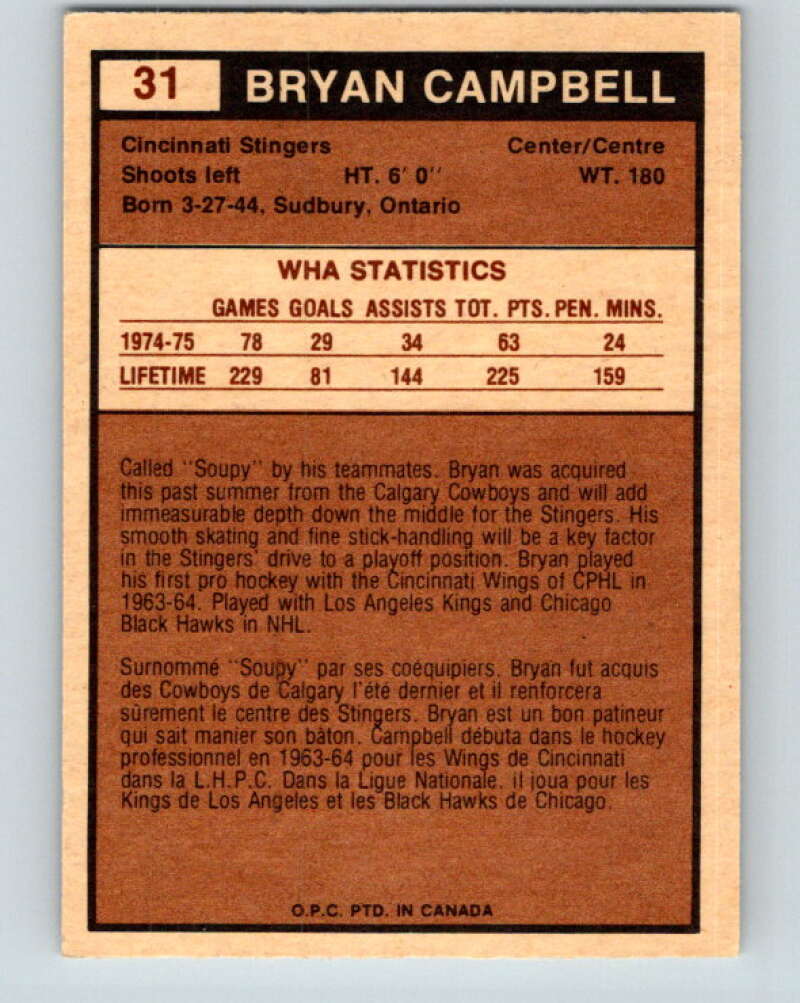 31 BRYAN CAMPBELL
Cincinnati Stingers Center/Centre
Shoots left HT. 6' 0'' WT. 180
Born 3-27-44, Sudbury, Ontario
WHA STATISTICS
GAMES GOALS ASSISTS TOT. PTS. PEN. MINS.
1974-75 78 29 34 63 24
LIFETIME 229 81 144 225 159
Called "Soupy" by his teammates. Bryan was acquired
this past summer from the Calgary Cowboys and will add
immeasurable depth down the middle for the Stingers. His
smooth skating and fine stick-handling will be a key factor
in the Stingers' drive to a playoff position. Bryan played
his first pro hockey with the Cincinnati Wings of CPHL in
1963-64. Played with Los Angeles Kings and Chicago
Black Hawks in NHL.
Surnommé "Soupy" par ses coéquipiers. Bryan fut acquis
des Cowboys de Calgary l'été dernier et il renforcera
sûrement le centre des Stingers. Bryan est un bon patineur
qui sait manier son bâton. Campbell débuta dans le hockey
professionnel en 1963-64 pour les Wings de Cincinnati
dans la L.H.P.C. Dans la Ligue Nationale. il joua pour les
Kings de Los Angeles et les Black Hawks de Chicago.
O.P.C. PTD. IN CANADA